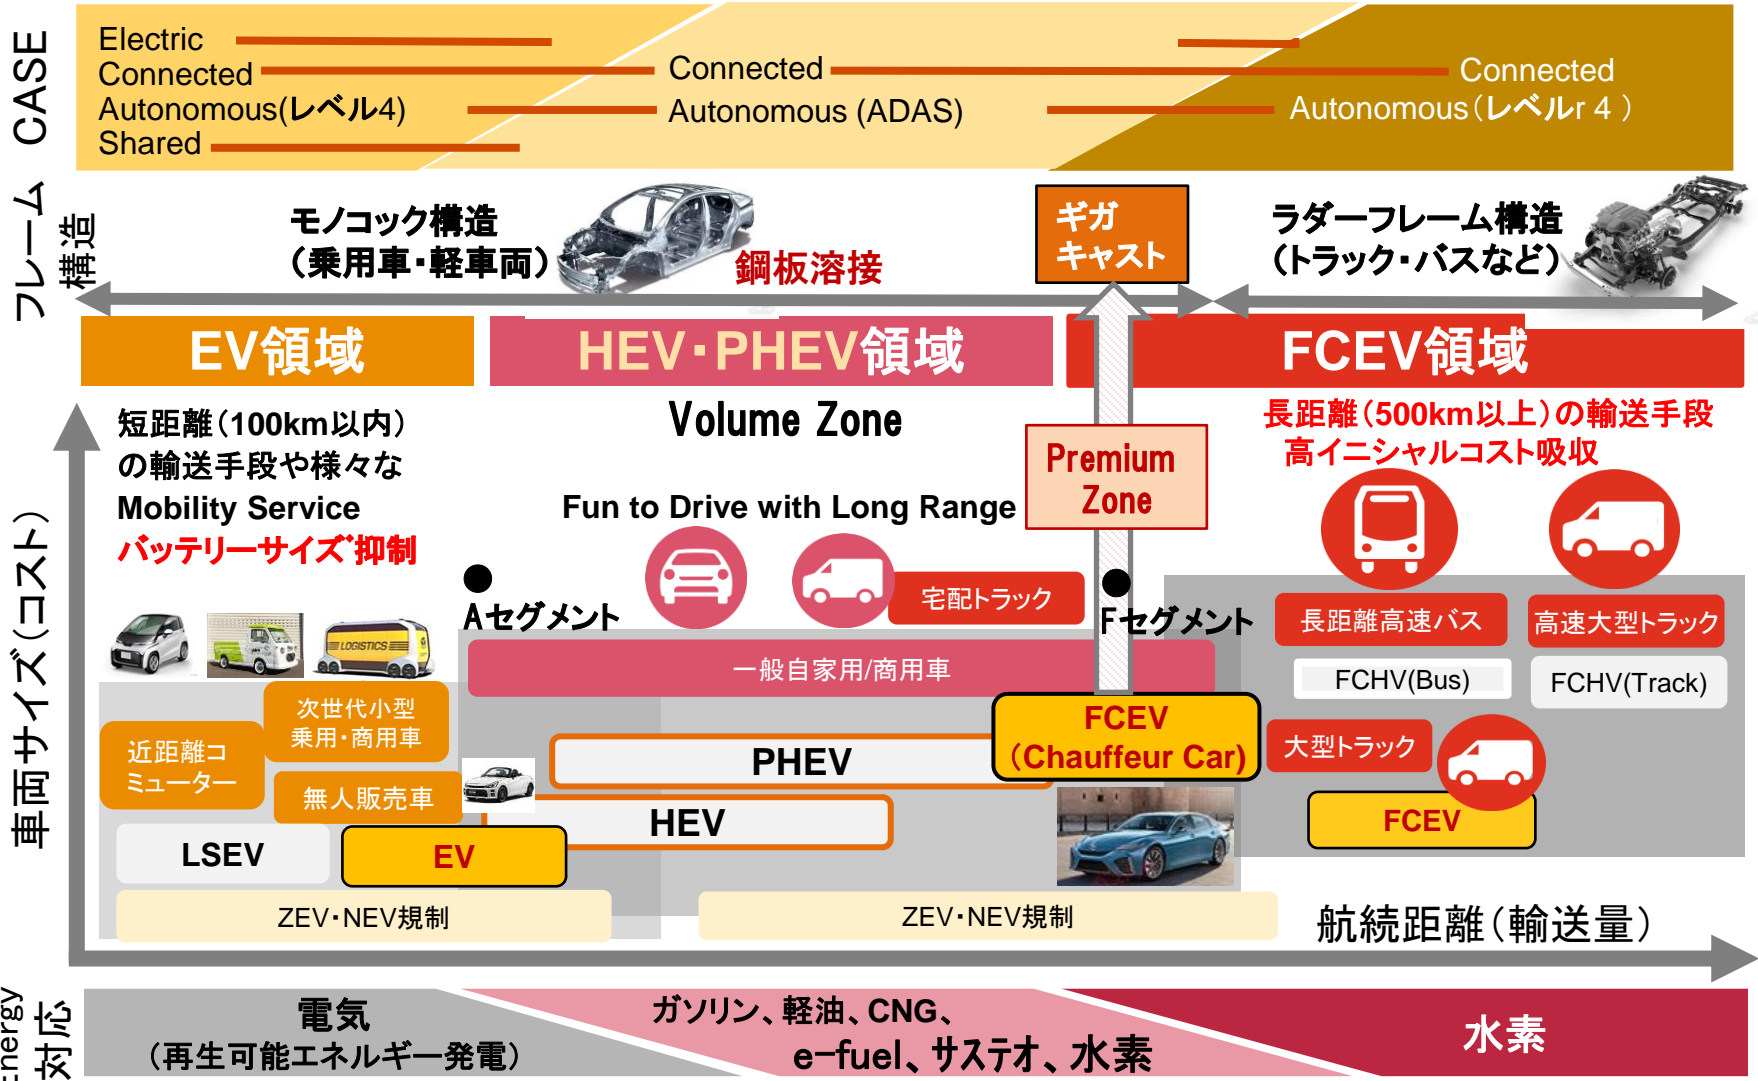 CASE
Electric
Connected
Autonomous(レベル4)
Shared
Connected
Autonomous (ADAS)
Connected
Autonomous(レベルr 4 )
フレーム
構造
モノコック構造
(乗用車・軽車両)
鋼板溶接
ギガ
キャスト
ラダーフレーム構造
(トラック・バスなど)
EV領域
HEV・PHEV領域
FCEV領域
車両サイズ(コスト)
短距離(100km以内)
の輸送手段や様々な
Mobility Service
バッテリーサイズ抑制
Volume Zone
Fun to Drive with Long Range
Premium
Zone
長距離(500km以上)の輸送手段
高イニシャルコスト吸収
Aセグメント
宅配トラック
Fセグメント
長距離高速バス
高速大型トラック
LOGISTICS
一般自家用/商用車
FCHV(Bus)
FCHV(Track)
次世代小型
乗用・商用車
近距離コ
ミューター
無人販売車
PHEV
FCEV
(Chauffeur Car)
大型トラック
HEV
FCEV
LSEV
EV
ZEV・NEV規制
ZEV・NEV規制
航続距離(輸送量)
Energy
対応
電気
(再生可能エネルギー発電)
ガソリン、軽油、CNG、
e-fuel、サステオ、水素
水素